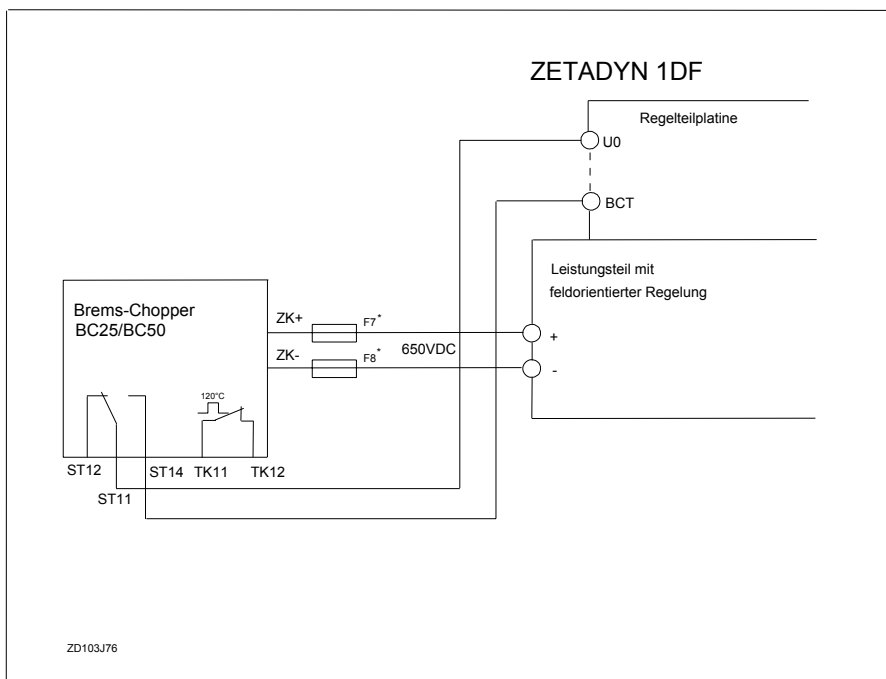 ZETADYN 1DF
Regelteilplatine
U0
BCT
Leistungsteil mit
feldorientierter Regelung
Brems-Chopper
BC25/BC50
ZK+
F7*
+
650VDC
ZK-
F8*
-
120°C
ST12
ST14
TK11
TK12
ST11
ZD103J76